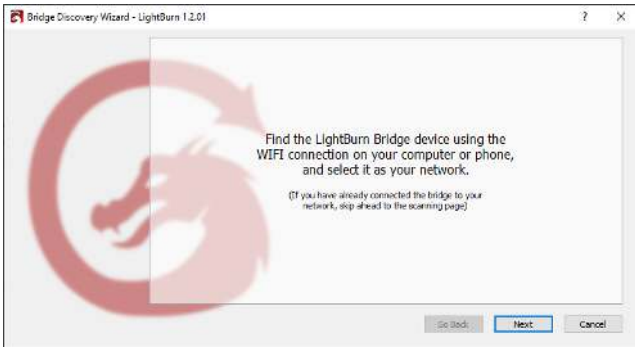 Bridge Discovery Wizard - LightBurn 1.2.01
Find the LightBurn Bridge device using the
WIFI connection on your computer or phone,
and select it as your network.
(If you have already connected the bridge to your
network, skip ahead to the scanning page)
Go Back Next Cancel